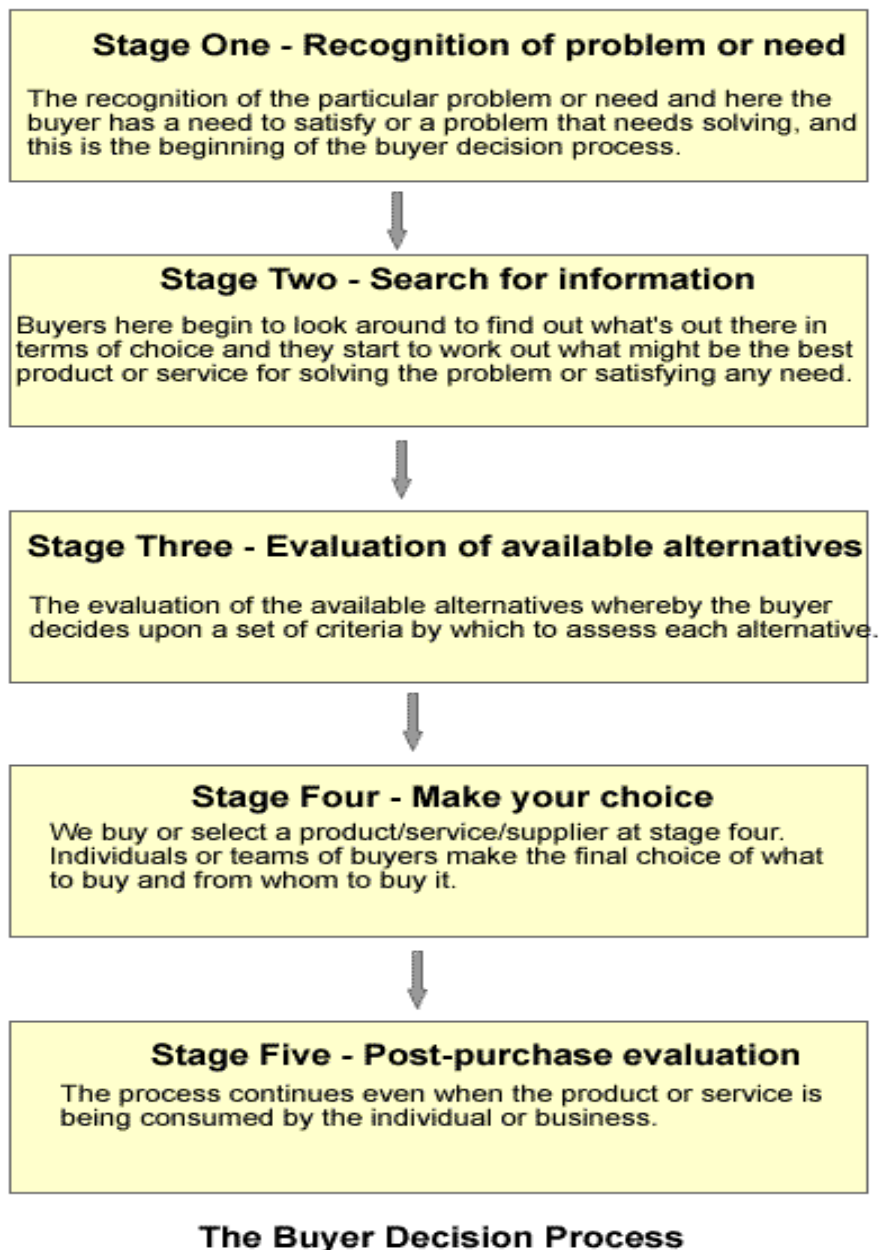 Stage One - Recognition of problem or need
The recognition of the particular problem or need and here the
buyer has a need to satisfy or a problem that needs solving, and
this is the beginning of the buyer decision process.
Stage Two - Search for information
Buyers here begin to look around to find out what's out there in
terms of choice and they start to work out what might be the best
product or service for solving the problem or satisfying any need.
Stage Three - Evaluation of available alternatives
The evaluation of the available alternatives whereby the buyer
decides upon a set of criteria by which to assess each alternative.
Stage Four - Make your choice
We buy or select a product/service/supplier at stage four.
Individuals or teams of buyers make the final choice of what
to buy and from whom to buy it.
Stage Five - Post-purchase evaluation
The process continues even when the product or service is
being consumed by the individual or business.
The Buyer Decision Process